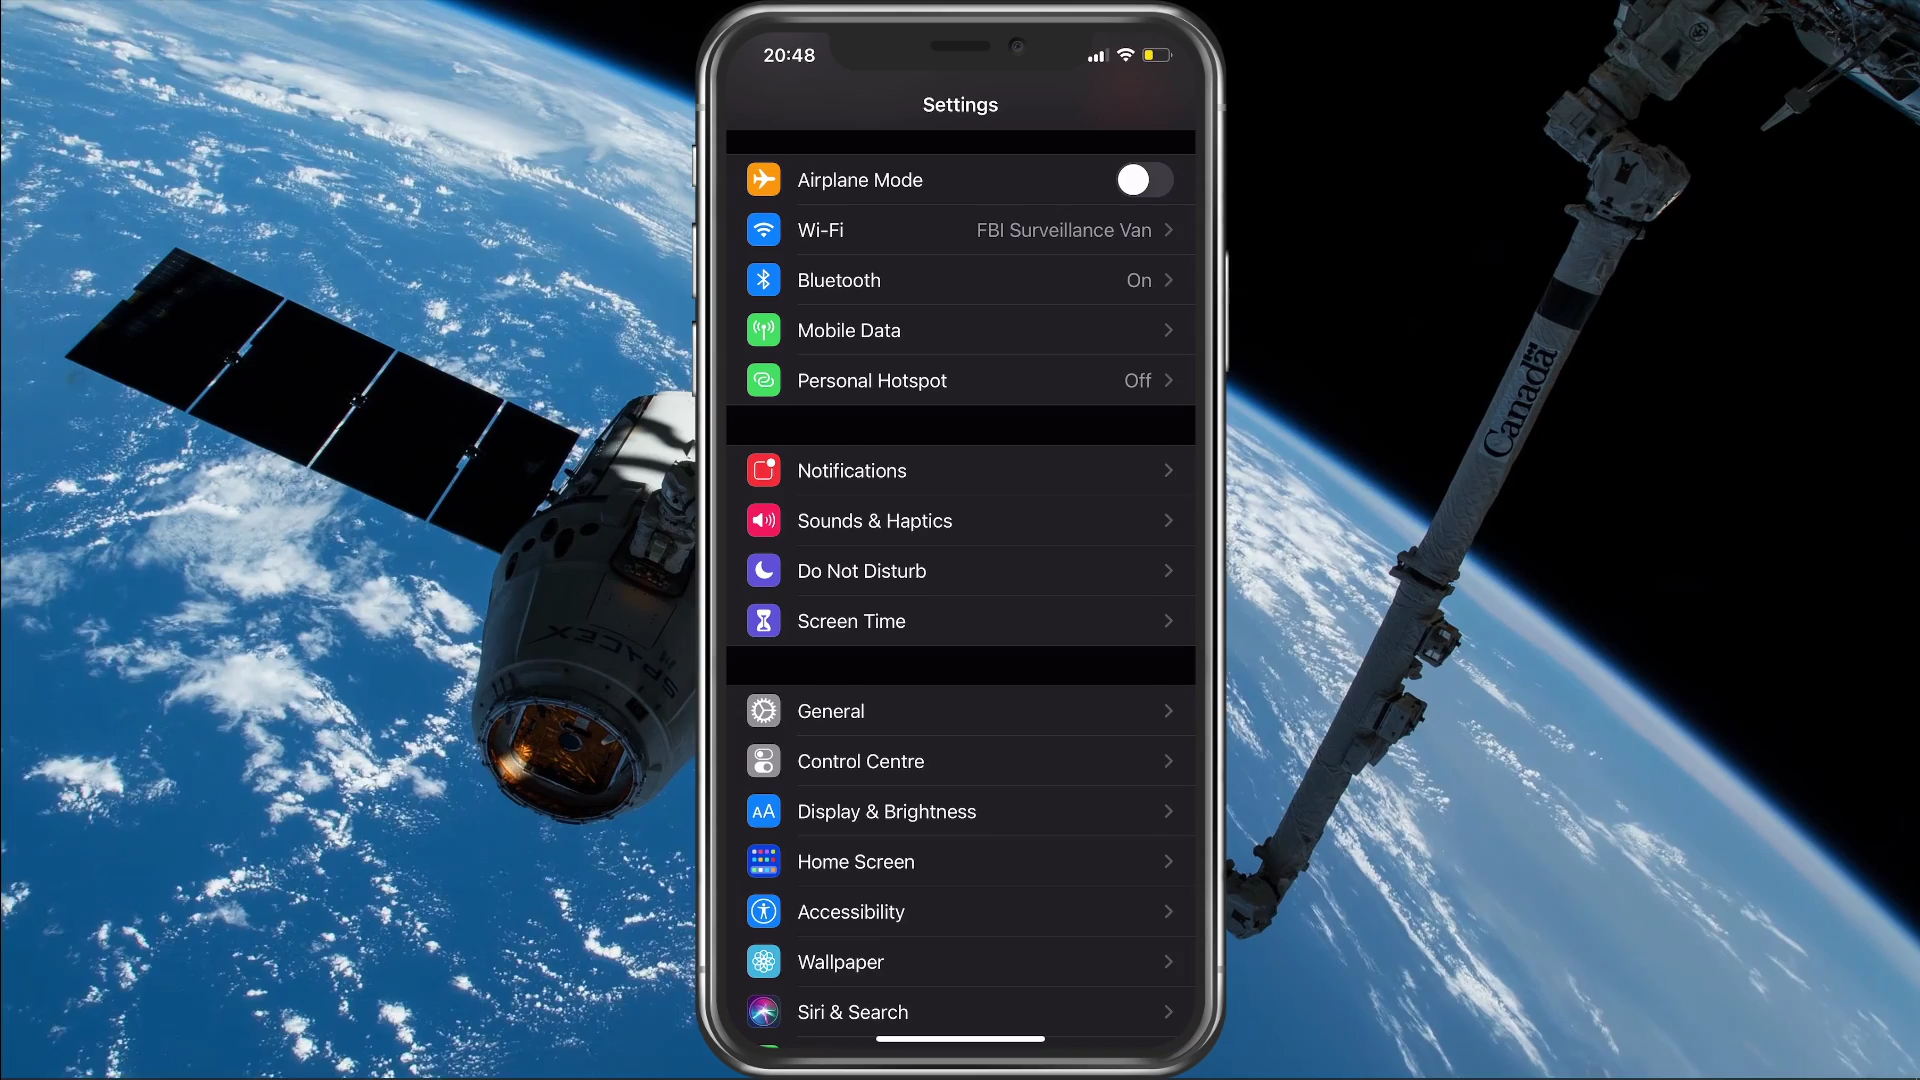 20:48
Settings
Airplane Mode
Wi-Fi FBI Surveillance Van
Bluetooth On
Mobile Data
Personal Hotspot Off
Notifications
Sounds & Haptics
Do Not Disturb
Screen Time
General
Control Centre
AA Display & Brightness
Home Screen
Accessibility
Wallpaper
Siri & Search
SPACEX
Canada